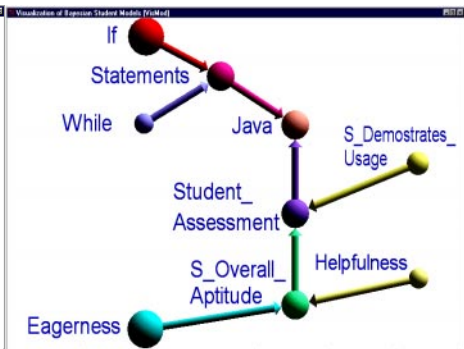 Visualization of Bayesian Student Models (VisMod)
If
Statements
While
Java
S_Demostrates_
Usage
Student_
Assessment
S_Overall_
Aptitude
Helpfulness
Eagerness